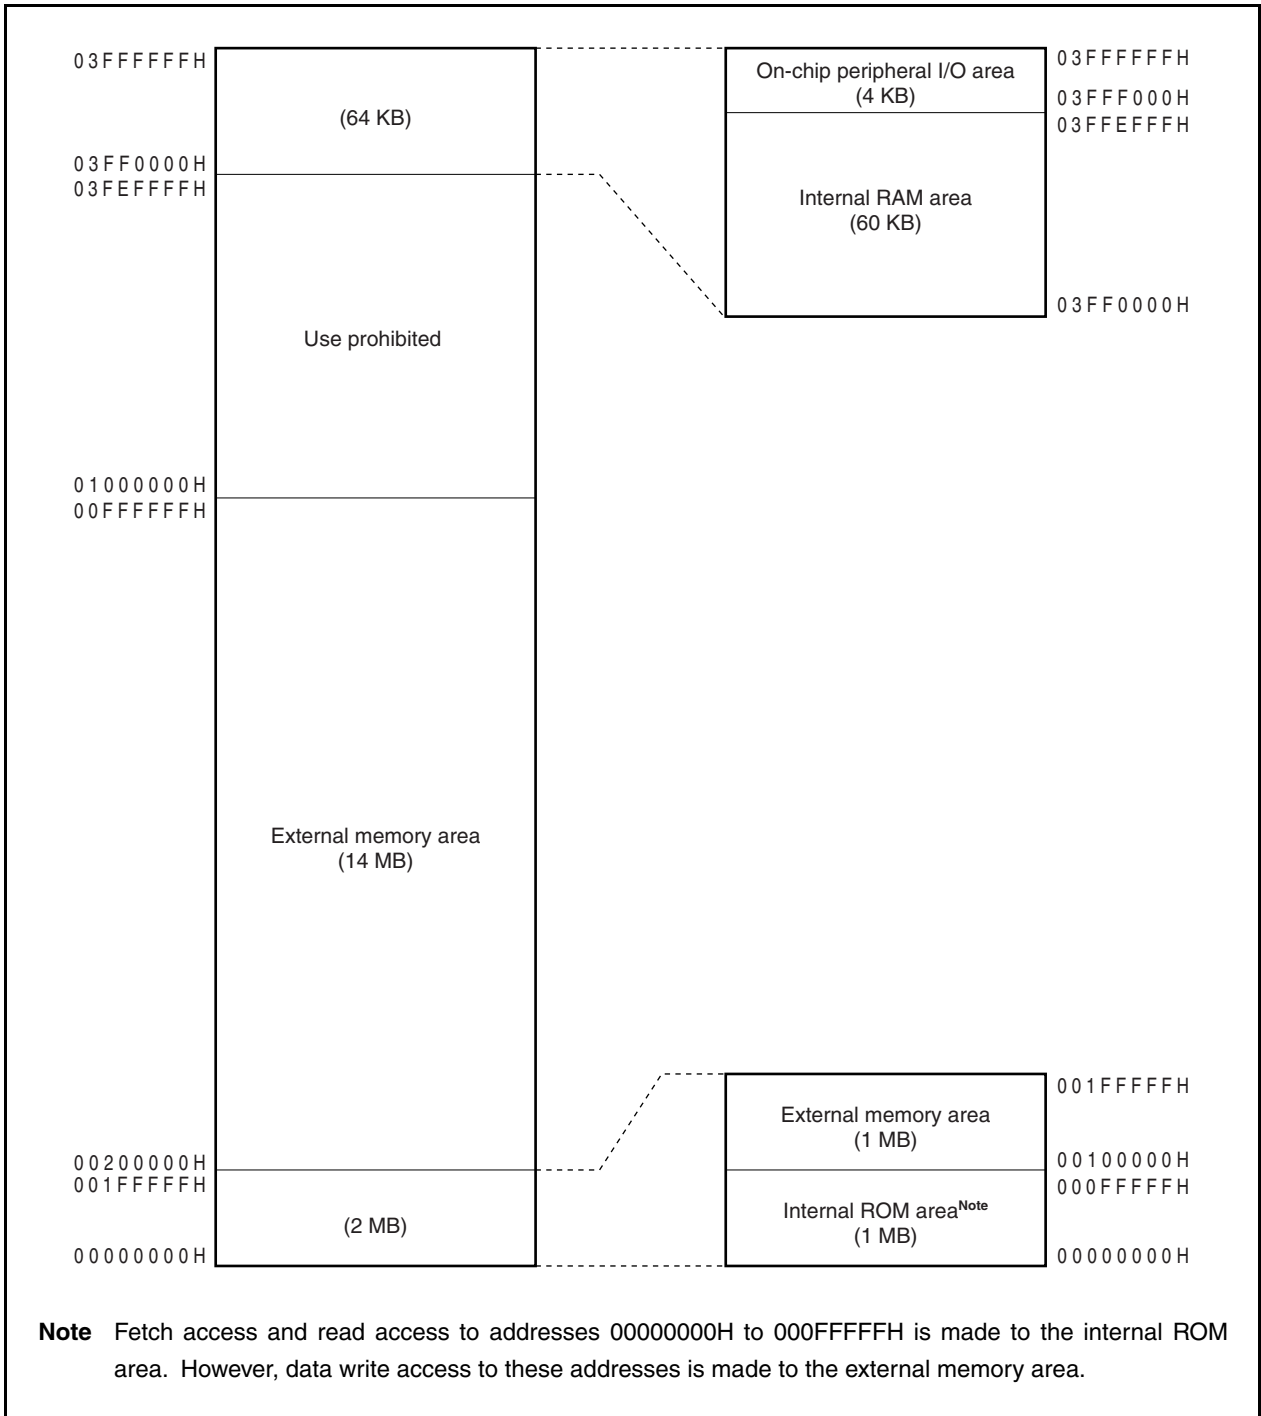 03FFFFFFH
(64 KB)
03FF0000H
03FEFFFFH
Use prohibited
01000000H
00FFFFFFH
External memory area
(14 MB)
00200000H
001FFFFFH
(2 MB)
00000000H
On-chip peripheral I/O area
(4 KB)
03FFFFFFH
03FFF000H
03FFEFFFH
Internal RAM area
(60 KB)
03FF0000H
001FFFFFH
External memory area
(1 MB)
00100000H
000FFFFFH
Internal ROM areaNote
(1 MB)
00000000H
Note Fetch access and read access to addresses 00000000H to 000FFFFFH is made to the internal ROM
area. However, data write access to these addresses is made to the external memory area.